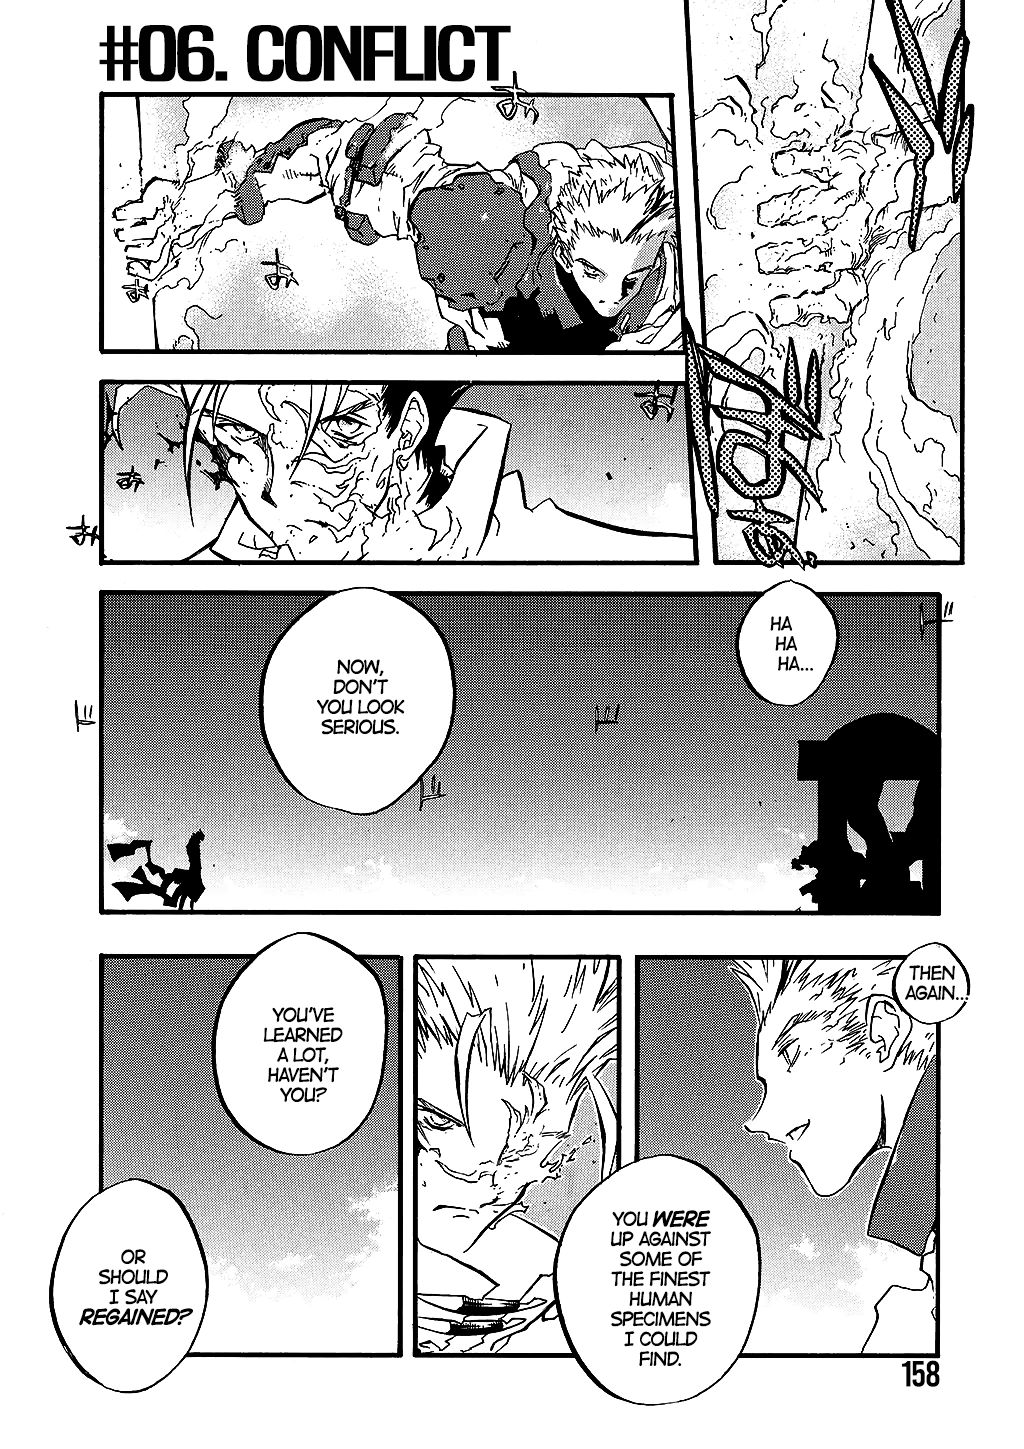 #06. CONFLICT
HA
HA
HA...
NOW,
DON'T
YOU LOOK
SERIOUS.
THEN
AGAIN...
YOU WERE
UP AGAINST
SOME OF
THE FINEST
HUMAN
SPECIMENS
I COULD
FIND.
YOU'VE
LEARNED
A LOT,
HAVEN'T
YOU?
OR
SHOULD
I SAY
REGAINED?
158